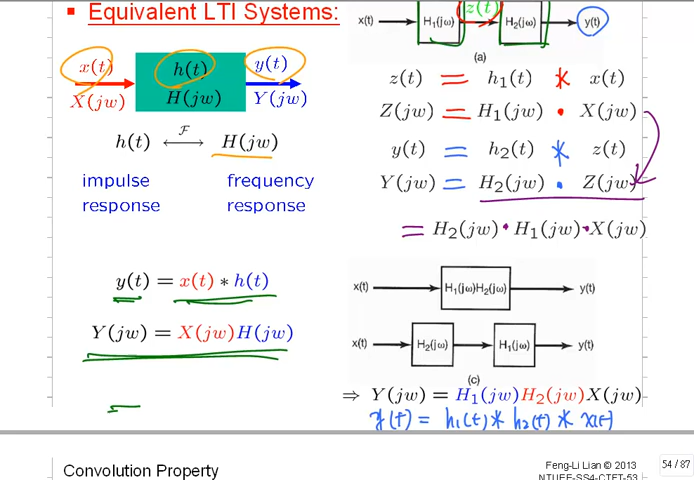 Equivalent LTI Systems:
x(t) h(t) y(t)
X(jw) H(jw) Y(jw)
h(t) ⟷ℱ H(jw)
impulse frequency
response response
y(t) = x(t) * h(t)
Y(jw) = X(jw)H(jw)
z(t)
x(t) H₁(jω) H₂(jω) y(t)
(a)
z(t) = h₁(t) * x(t)
Z(jw) = H₁(jw) · X(jw)
y(t) = h₂(t) * z(t)
Y(jw) = H₂(jw) · Z(jw)
= H₂(jw) · H₁(jw) · X(jw)
x(t) H₁(jω)H₂(jω) y(t)
x(t) H₂(jω) H₁(jω) y(t)
(c)
⇒ Y(jw) = H₁(jw)H₂(jw)X(jw)
y(t) = h₁(t) * h₂(t) * x(t)
Convolution Property
Feng-Li Lian © 2013
NTUEE-SS4-CTFT-53
54 / 87